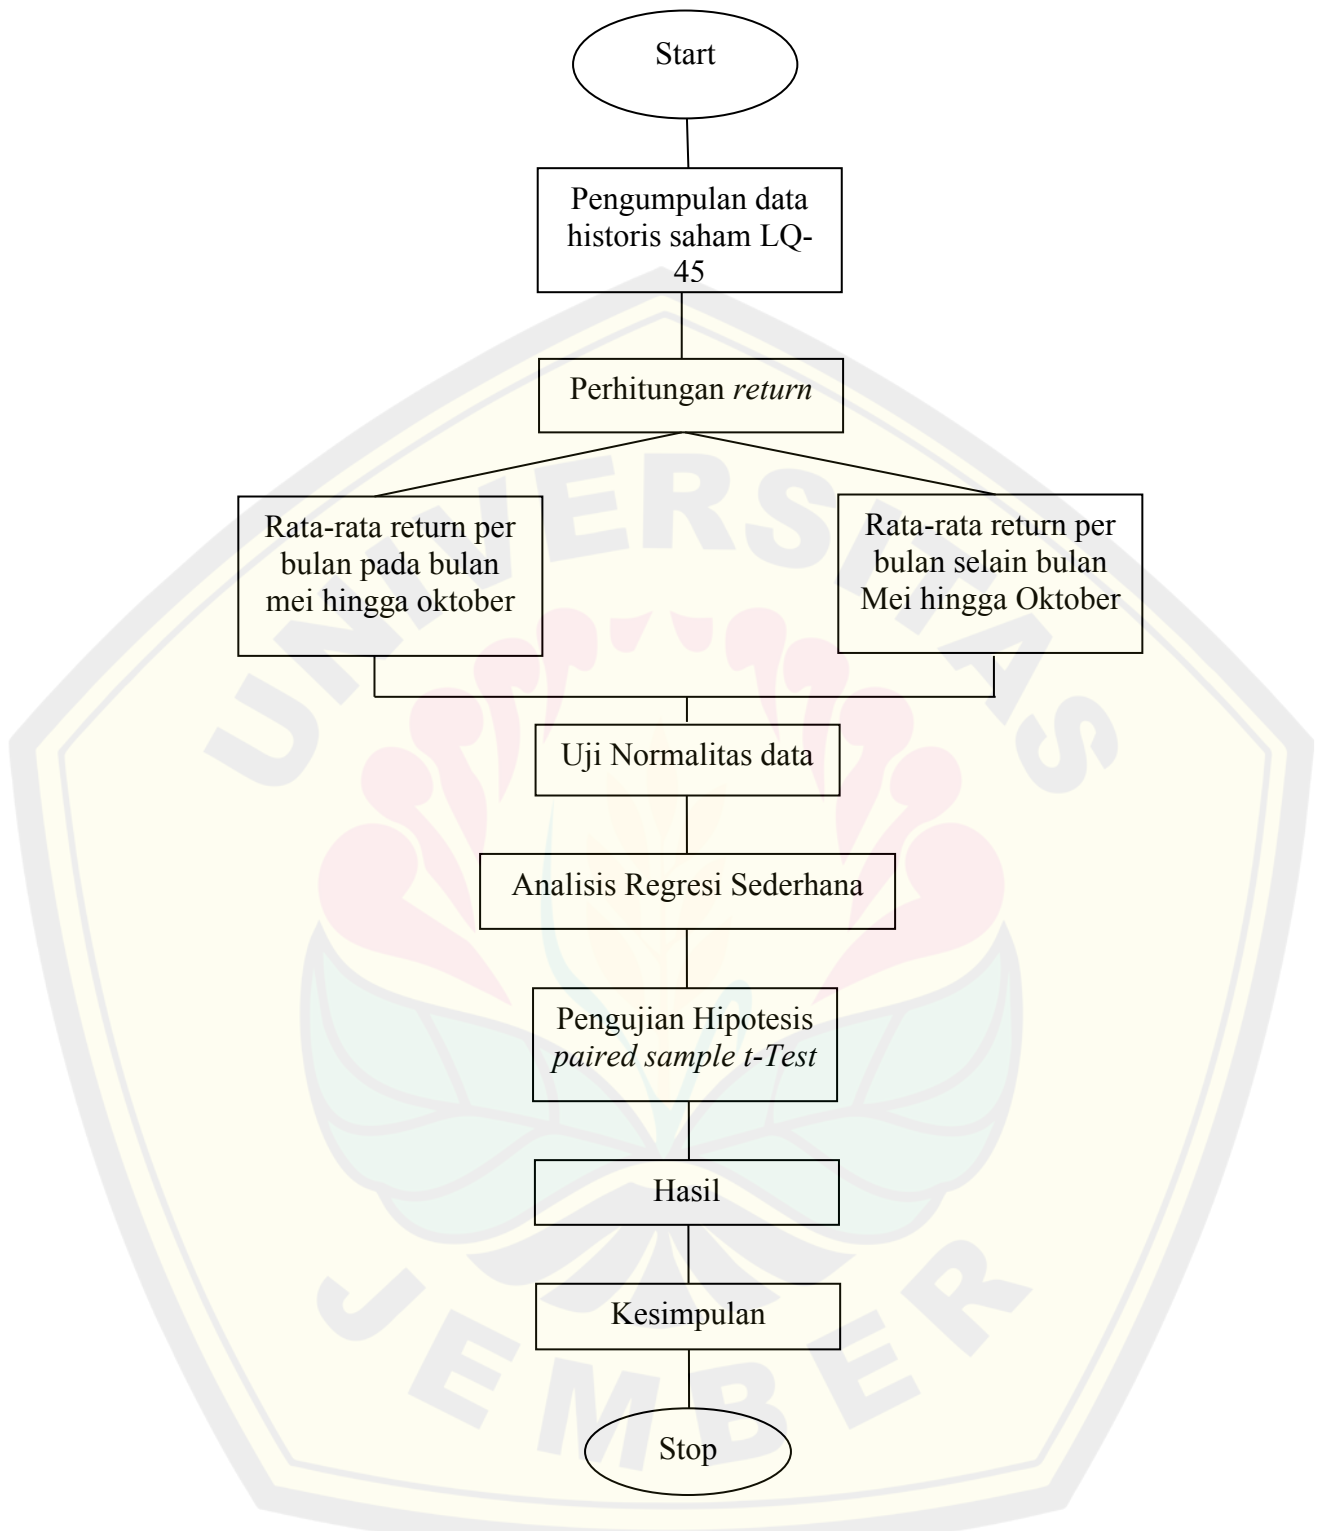 Start
Pengumpulan data
historis saham LQ-
45
Perhitungan return
Rata-rata return per
bulan pada bulan
mei hingga oktober
Rata-rata return per
bulan selain bulan
Mei hingga Oktober
Uji Normalitas data
Analisis Regresi Sederhana
Pengujian Hipotesis
paired sample t-Test
Hasil
Kesimpulan
Stop
UNIVERSITAS
JEMBER